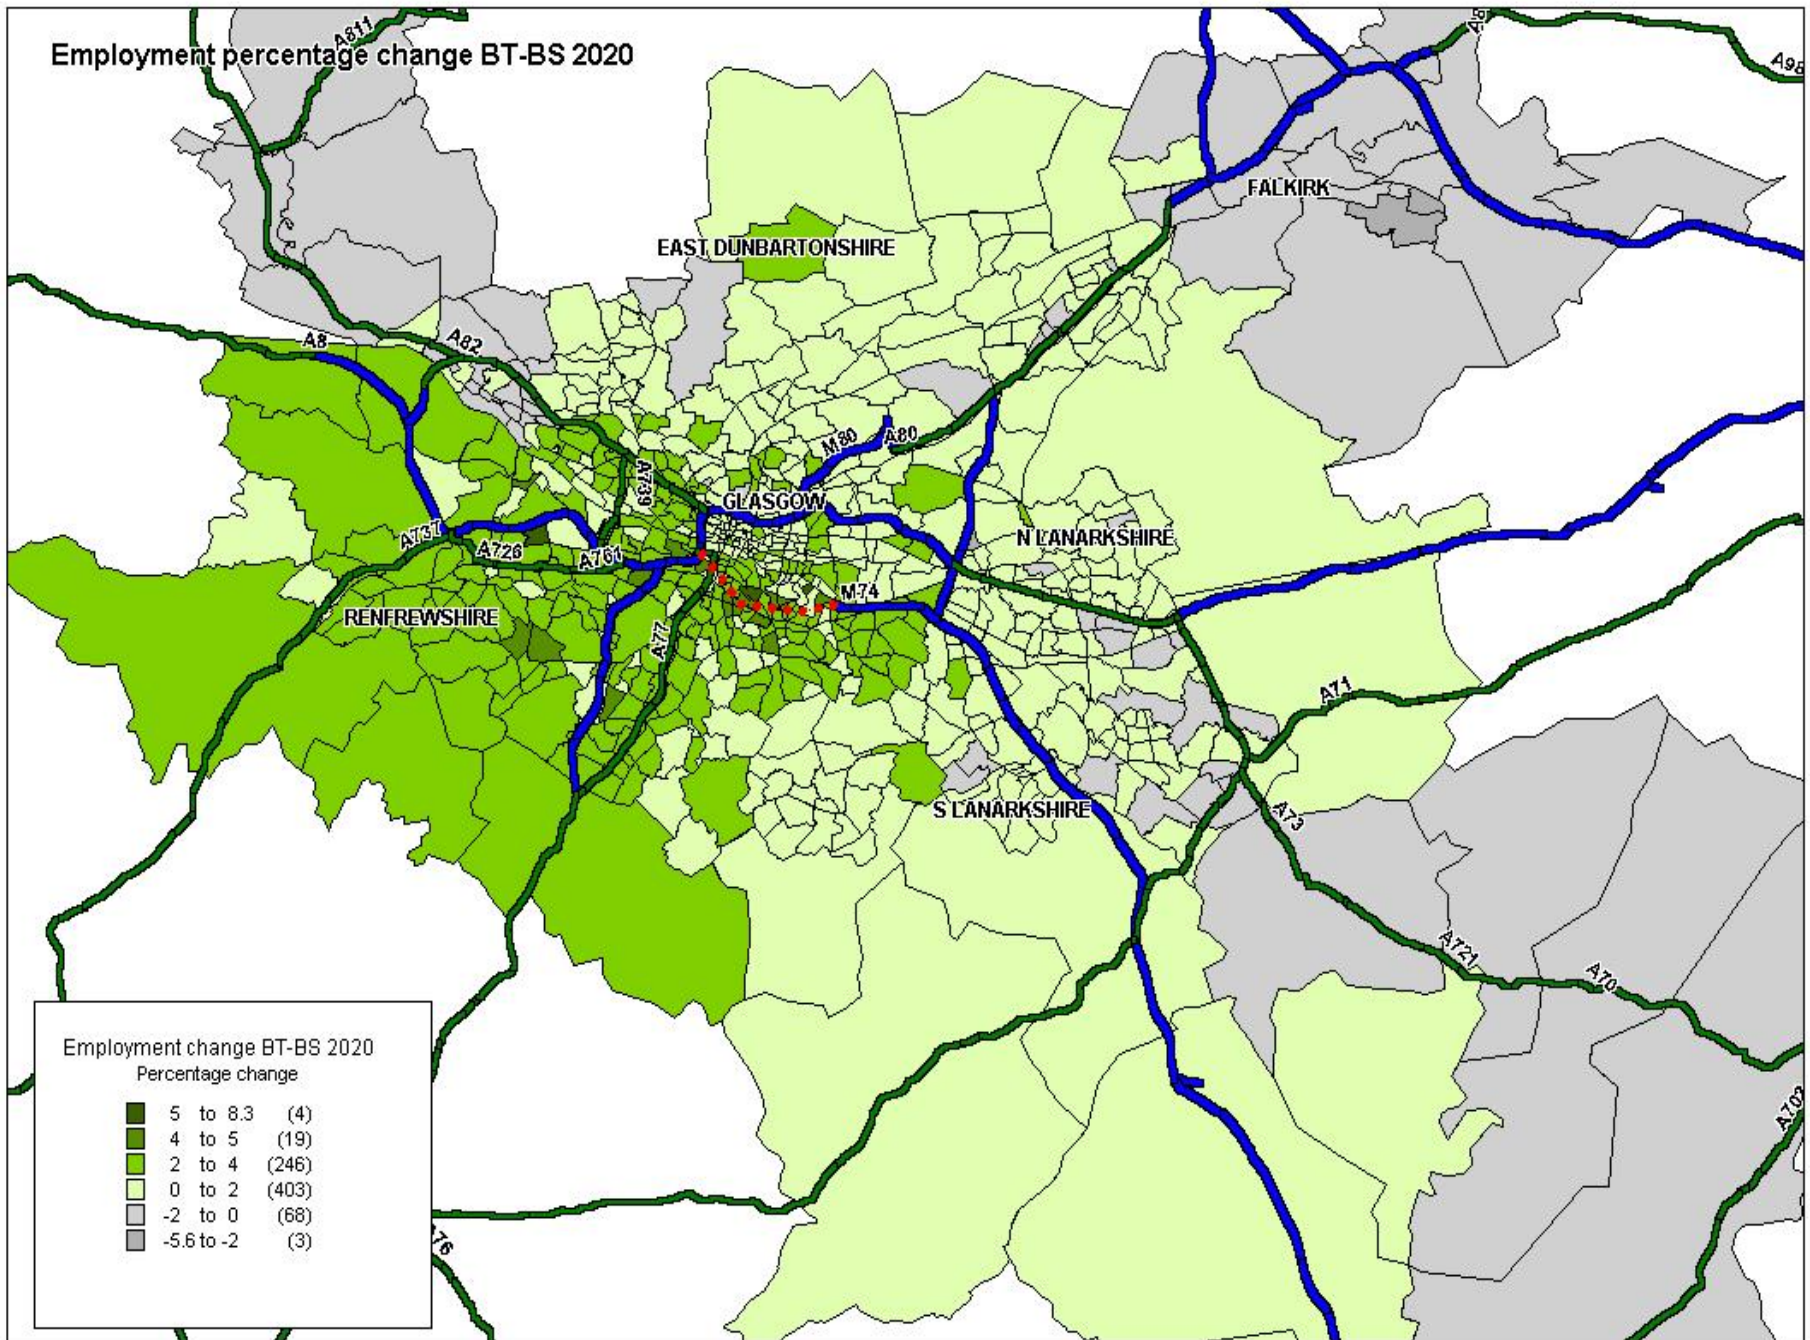 A811
A8
A98
Employment percentage change BT-BS 2020
FALKIRK
EAST DUNBARTONSHIRE
A8
A82
M80
A80
A739
GLASGOW
A737
A726
A761
N LANARKSHIRE
M74
RENFREWSHIRE
A77
A71
S LANARKSHIRE
A73
A721
A70
A702
Employment change BT-BS 2020
Percentage change
5 to 8.3 (4)
4 to 5 (19)
2 to 4 (246)
0 to 2 (403)
-2 to 0 (68)
-5.6 to -2 (3)